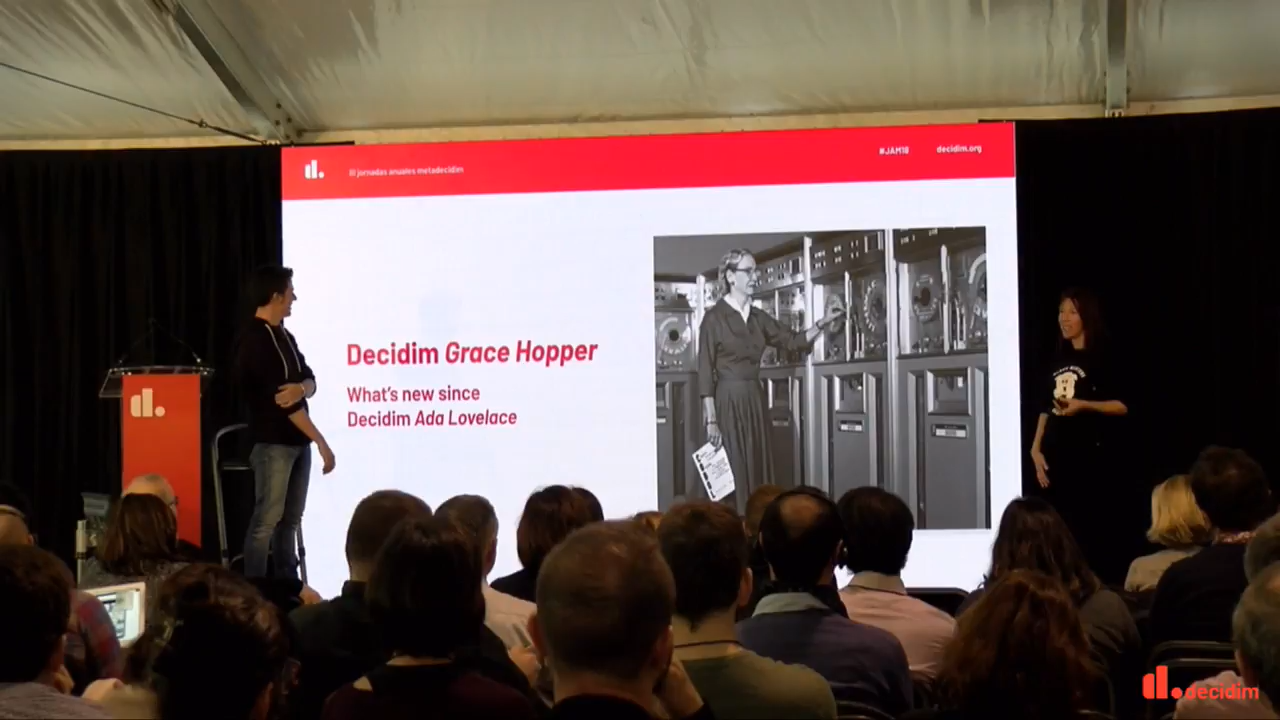 d.
III jornadas anuales metadecidim
#JAM18
decidim.org
Decidim Grace Hopper
What's new since
Decidim Ada Lovelace
d.
d.decidim